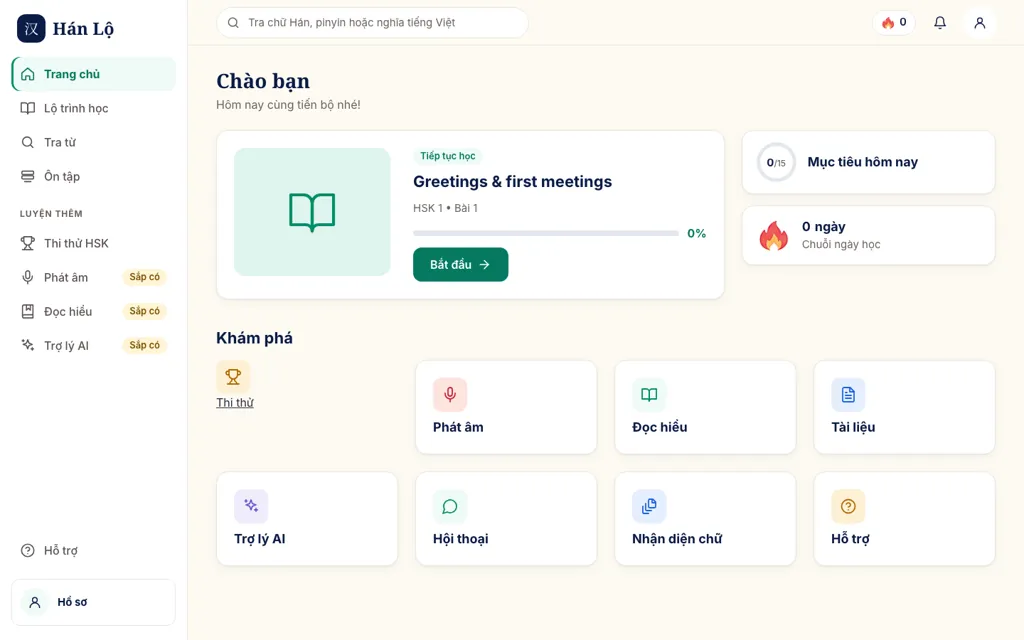 汉 Hán Lộ
Trang chủ
Lộ trình học
Tra từ
Ôn tập
LUYỆN THÊM
Thi thử HSK
Phát âm Sắp có
Đọc hiểu Sắp có
Trợ lý AI Sắp có
Hỗ trợ
Hồ sơ
Tra chữ Hán, pinyin hoặc nghĩa tiếng Việt
0
Chào bạn
Hôm nay cùng tiến bộ nhé!
Tiếp tục học
Greetings & first meetings
HSK 1 • Bài 1
0%
Bắt đầu →
0/15 Mục tiêu hôm nay
0 ngày
Chuỗi ngày học
Khám phá
Thi thử
Phát âm
Đọc hiểu
Tài liệu
Trợ lý AI
Hội thoại
Nhận diện chữ
Hỗ trợ